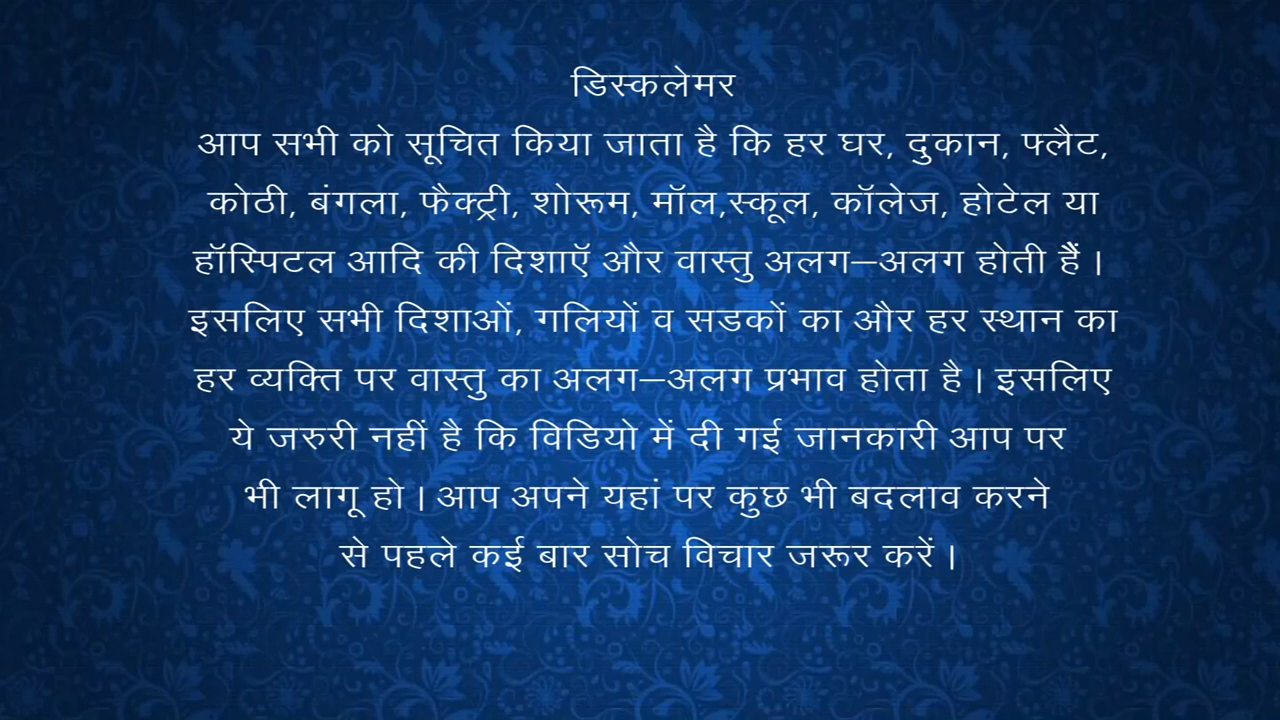 डिस्कलेमर
आप सभी को सूचित किया जाता है कि हर घर, दुकान, फ्लैट,
कोठी, बंगला, फैक्ट्री, शोरूम, मॉल,स्कूल, कॉलेज, होटेल या
हॉस्पिटल आदि की दिशाऍ और वास्तु अलग–अलग होती हैं ।
इसलिए सभी दिशाओं, गलियों व सडकों का और हर स्थान का
हर व्यक्ति पर वास्तु का अलग–अलग प्रभाव होता है । इसलिए
ये जरुरी नहीं है कि विडियो में दी गई जानकारी आप पर
भी लागू हो । आप अपने यहां पर कुछ भी बदलाव करने
से पहले कई बार सोच विचार जरूर करें ।